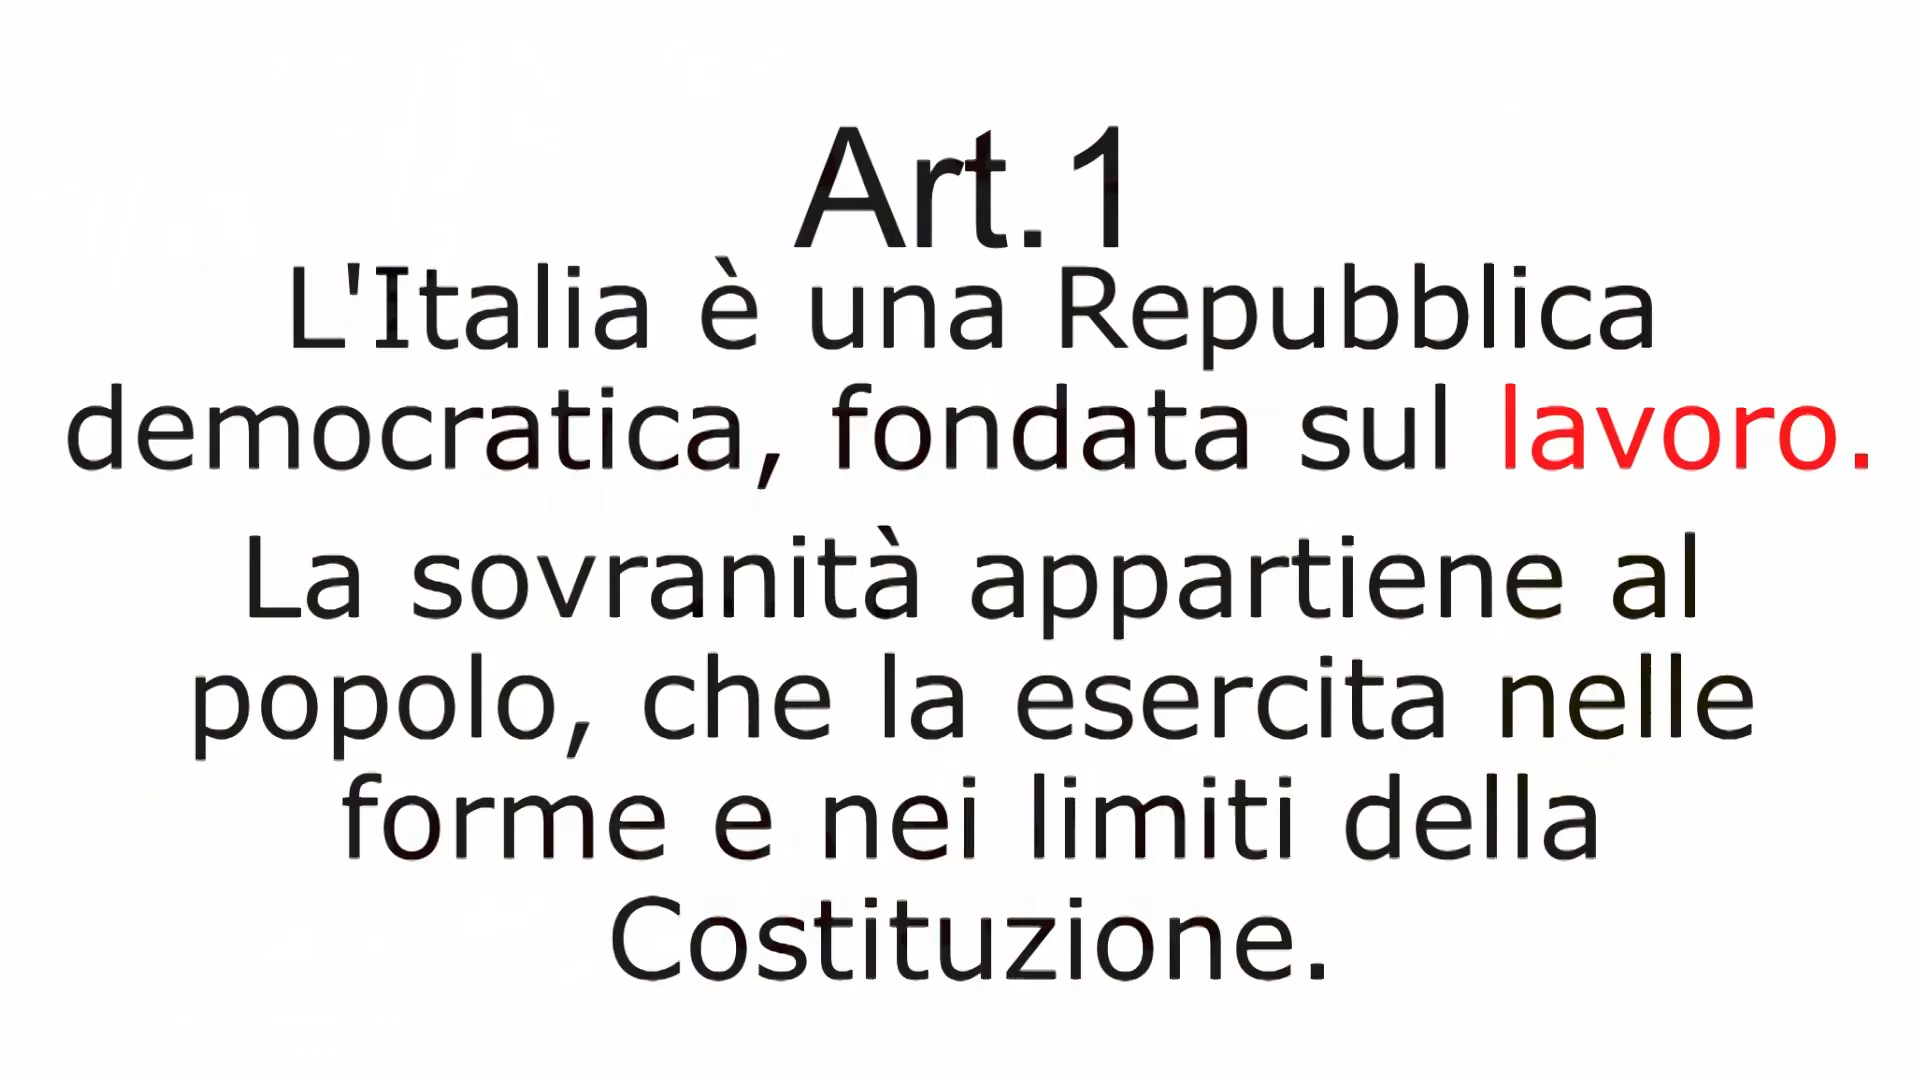 Art.1
L'Italia è una Repubblica
democratica, fondata sul lavoro.
La sovranità appartiene al
popolo, che la esercita nelle
forme e nei limiti della
Costituzione.